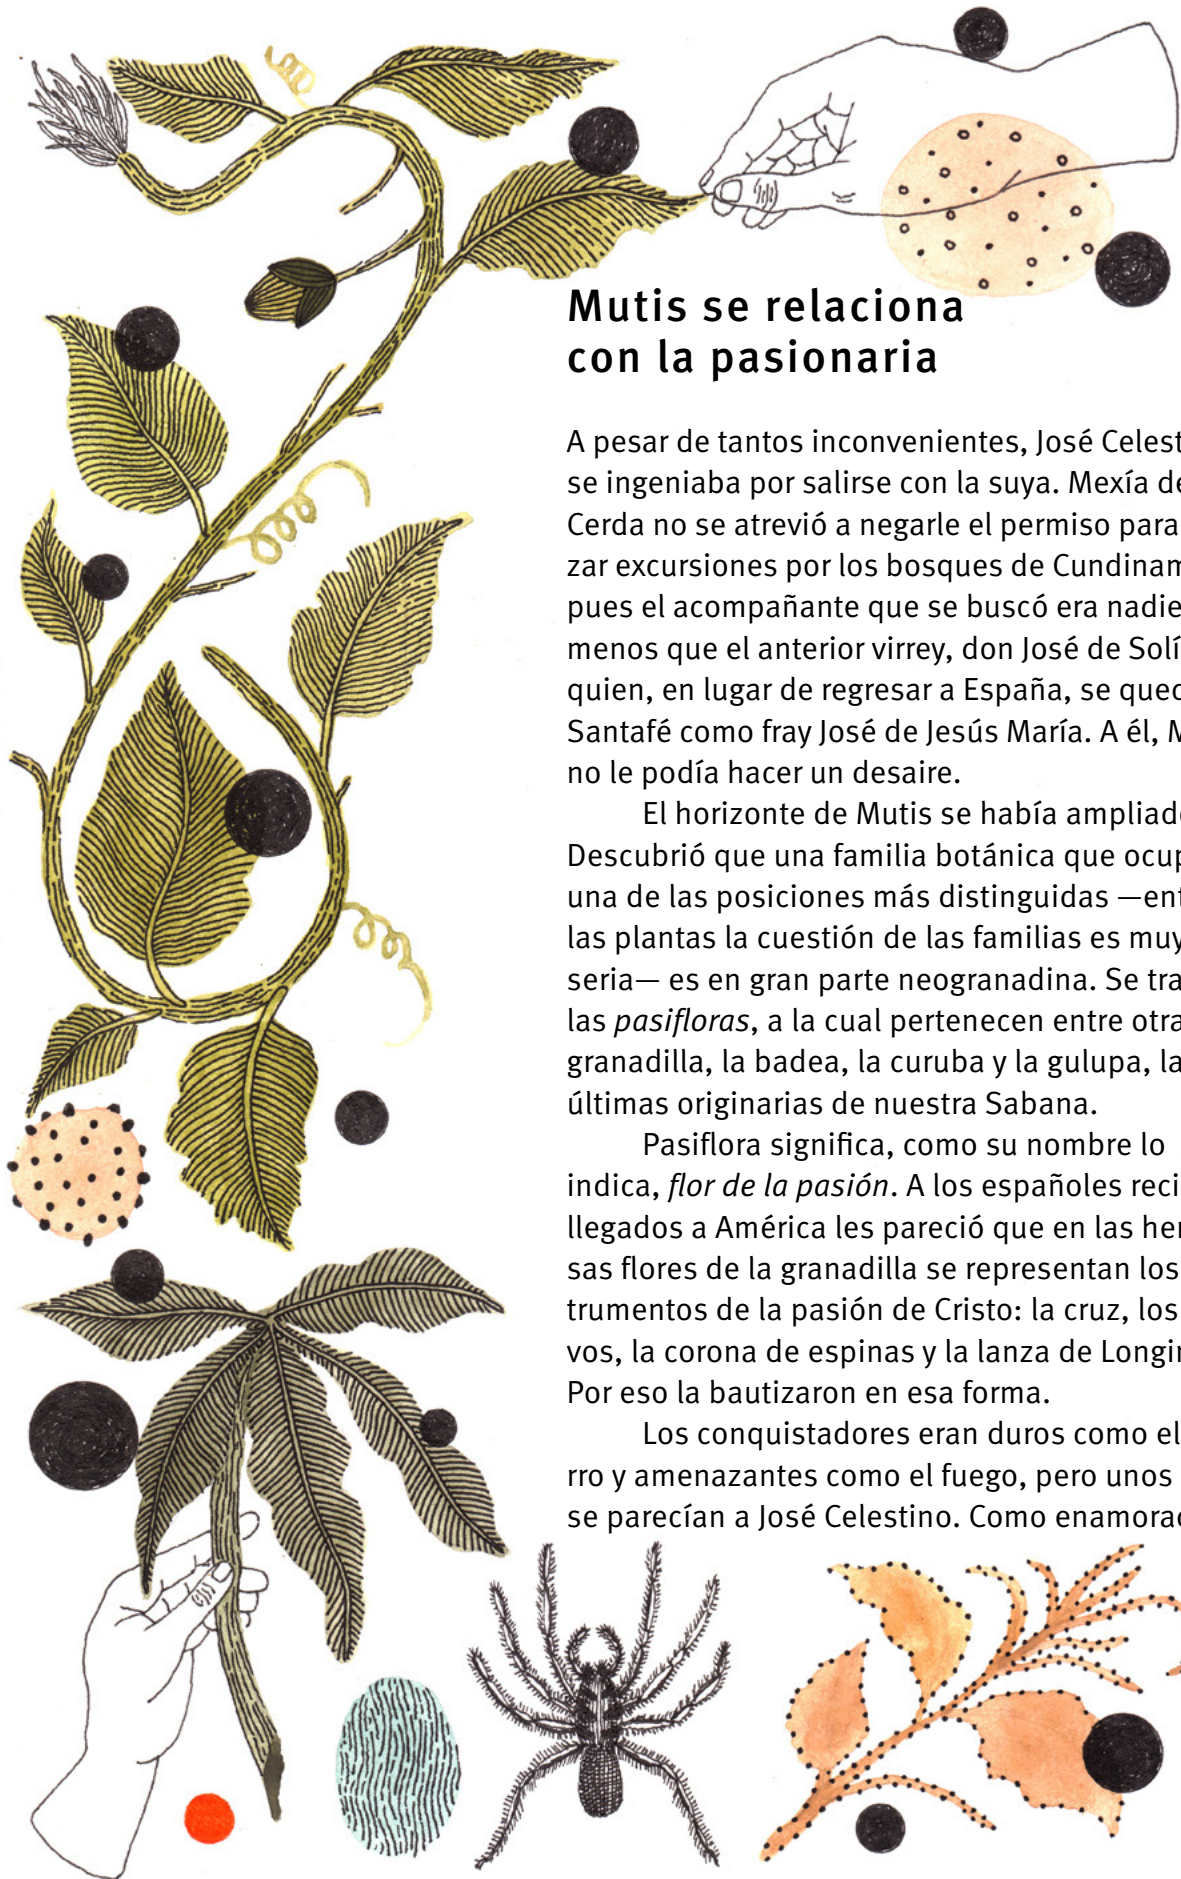 Mutis se relaciona
con la pasionaria
A pesar de tantos inconvenientes, José Celest
se ingeniaba por salirse con la suya. Mexía de
Cerda no se atrevió a negarle el permiso para
zar excursiones por los bosques de Cundinam
pues el acompañante que se buscó era nadie
menos que el anterior virrey, don José de Solí
quien, en lugar de regresar a España, se qued
Santafé como fray José de Jesús María. A él, M
no le podía hacer un desaire.
El horizonte de Mutis se había ampliad
Descubrió que una familia botánica que ocup
una de las posiciones más distinguidas —ent
las plantas la cuestión de las familias es muy
seria— es en gran parte neogranadina. Se tra
las pasifloras, a la cual pertenecen entre otra
granadilla, la badea, la curuba y la gulupa, la
últimas originarias de nuestra Sabana.
Pasiflora significa, como su nombre lo
indica, flor de la pasión. A los españoles reci
llegados a América les pareció que en las her
sas flores de la granadilla se representan los
trumentos de la pasión de Cristo: la cruz, los
vos, la corona de espinas y la lanza de Longin
Por eso la bautizaron en esa forma.
Los conquistadores eran duros como el
rro y amenazantes como el fuego, pero unos
se parecían a José Celestino. Como enamorad